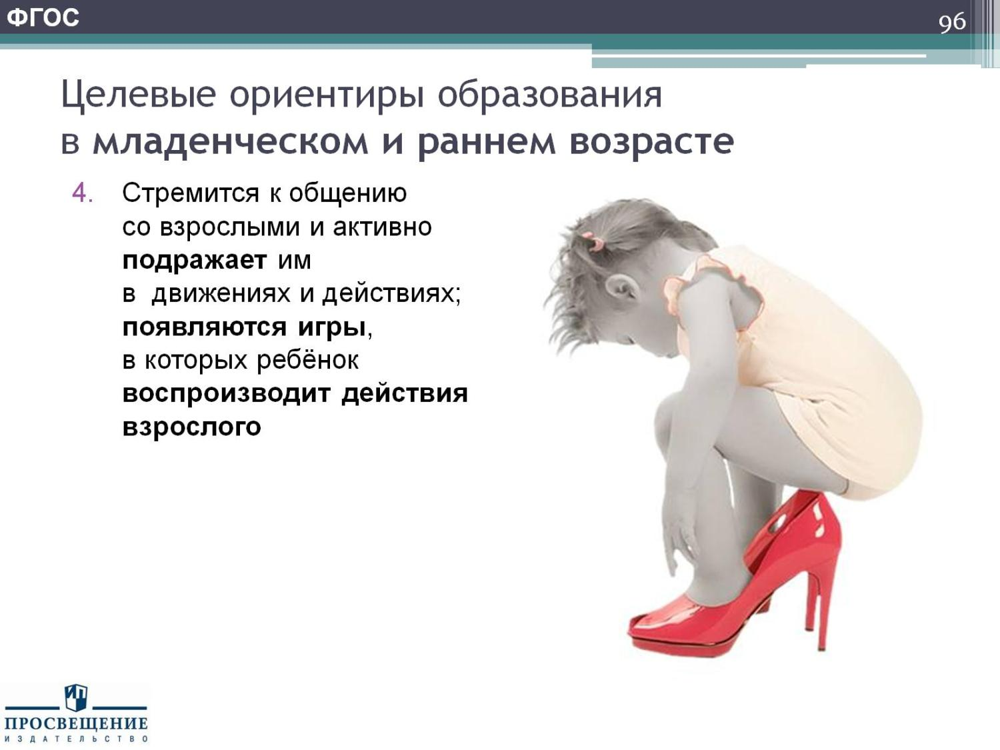 ФГОС
96
Целевые ориентиры образования
в младенческом и раннем возрасте
4. Стремится к общению
со взрослыми и активно
подражает им
в  движениях и действиях;
появляются игры,
в которых ребёнок
воспроизводит действия
взрослого
ИП
ПРОСВЕЩЕНИЕ
ИЗДАТЕЛЬСТВО